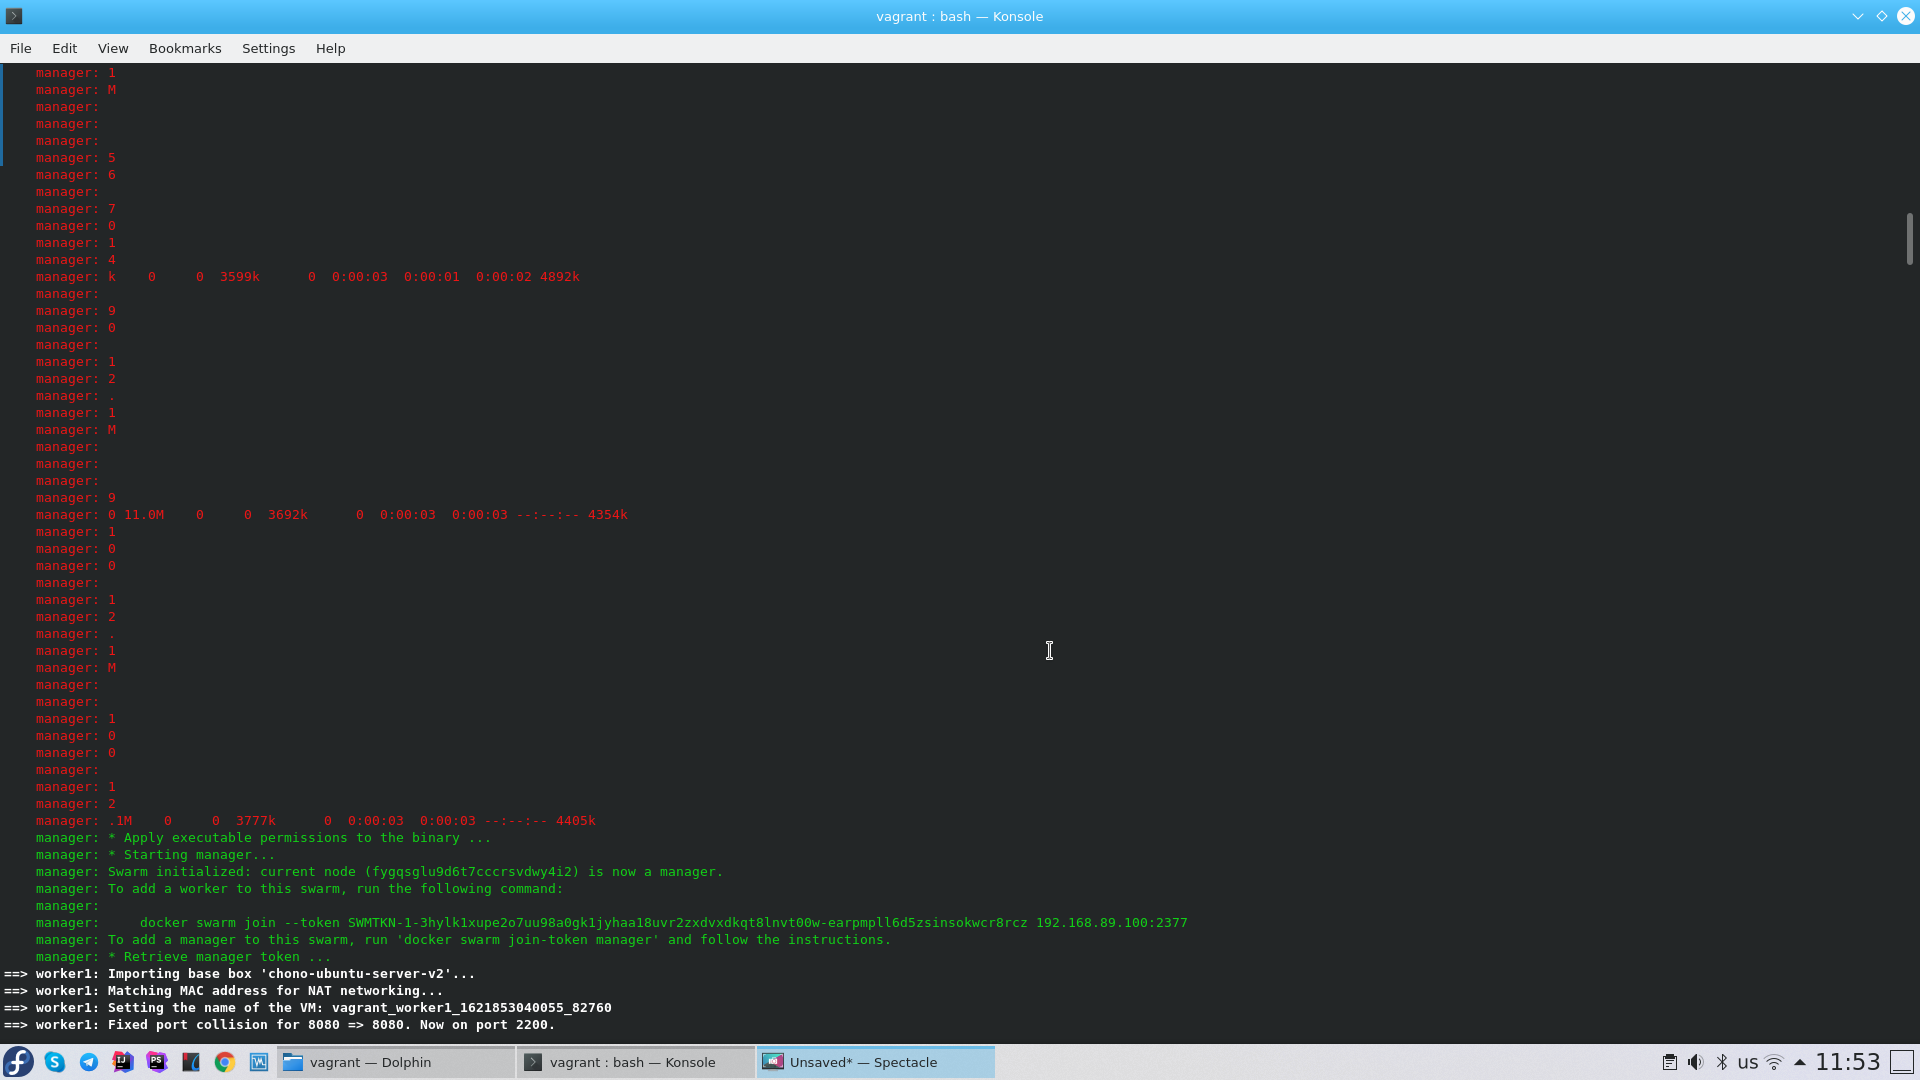 vagrant : bash — Konsole
File Edit View Bookmarks Settings Help
manager: 1
manager: M
manager:
manager:
manager:
manager: 5
manager: 6
manager:
manager: 7
manager: 0
manager: 1
manager: 4
manager: k    0     0  3599k      0  0:00:03  0:00:01  0:00:02 4892k
manager:
manager: 9
manager: 0
manager:
manager: 1
manager: 2
manager: .
manager: 1
manager: M
manager:
manager:
manager:
manager: 9
manager: 0 11.0M    0     0  3692k      0  0:00:03  0:00:03 --:--:-- 4354k
manager: 1
manager: 0
manager: 0
manager:
manager: 1
manager: 2
manager: .
manager: 1
manager: M
manager:
manager:
manager: 1
manager: 0
manager: 0
manager:
manager: 1
manager: 2
manager: .1M    0     0  3777k      0  0:00:03  0:00:03 --:--:-- 4405k
manager: * Apply executable permissions to the binary ...
manager: * Starting manager...
manager: Swarm initialized: current node (fygqsglu9d6t7cccrsvdwy4i2) is now a manager.
manager: To add a worker to this swarm, run the following command:
manager:
manager:     docker swarm join --token SWMTKN-1-3hylk1xupe2o7uu98a0gk1jyhaa18uvr2zxdvxdkqt8lnvt00w-earpmpll6d5zsinsokwcr8rcz 192.168.89.100:2377
manager: To add a manager to this swarm, run 'docker swarm join-token manager' and follow the instructions.
manager: * Retrieve manager token ...
==> worker1: Importing base box 'chono-ubuntu-server-v2'...
==> worker1: Matching MAC address for NAT networking...
==> worker1: Setting the name of the VM: vagrant_worker1_1621853040055_82760
==> worker1: Fixed port collision for 8080 => 8080. Now on port 2200.
vagrant — Dolphin
vagrant : bash — Konsole
Unsaved* — Spectacle
us
11:53